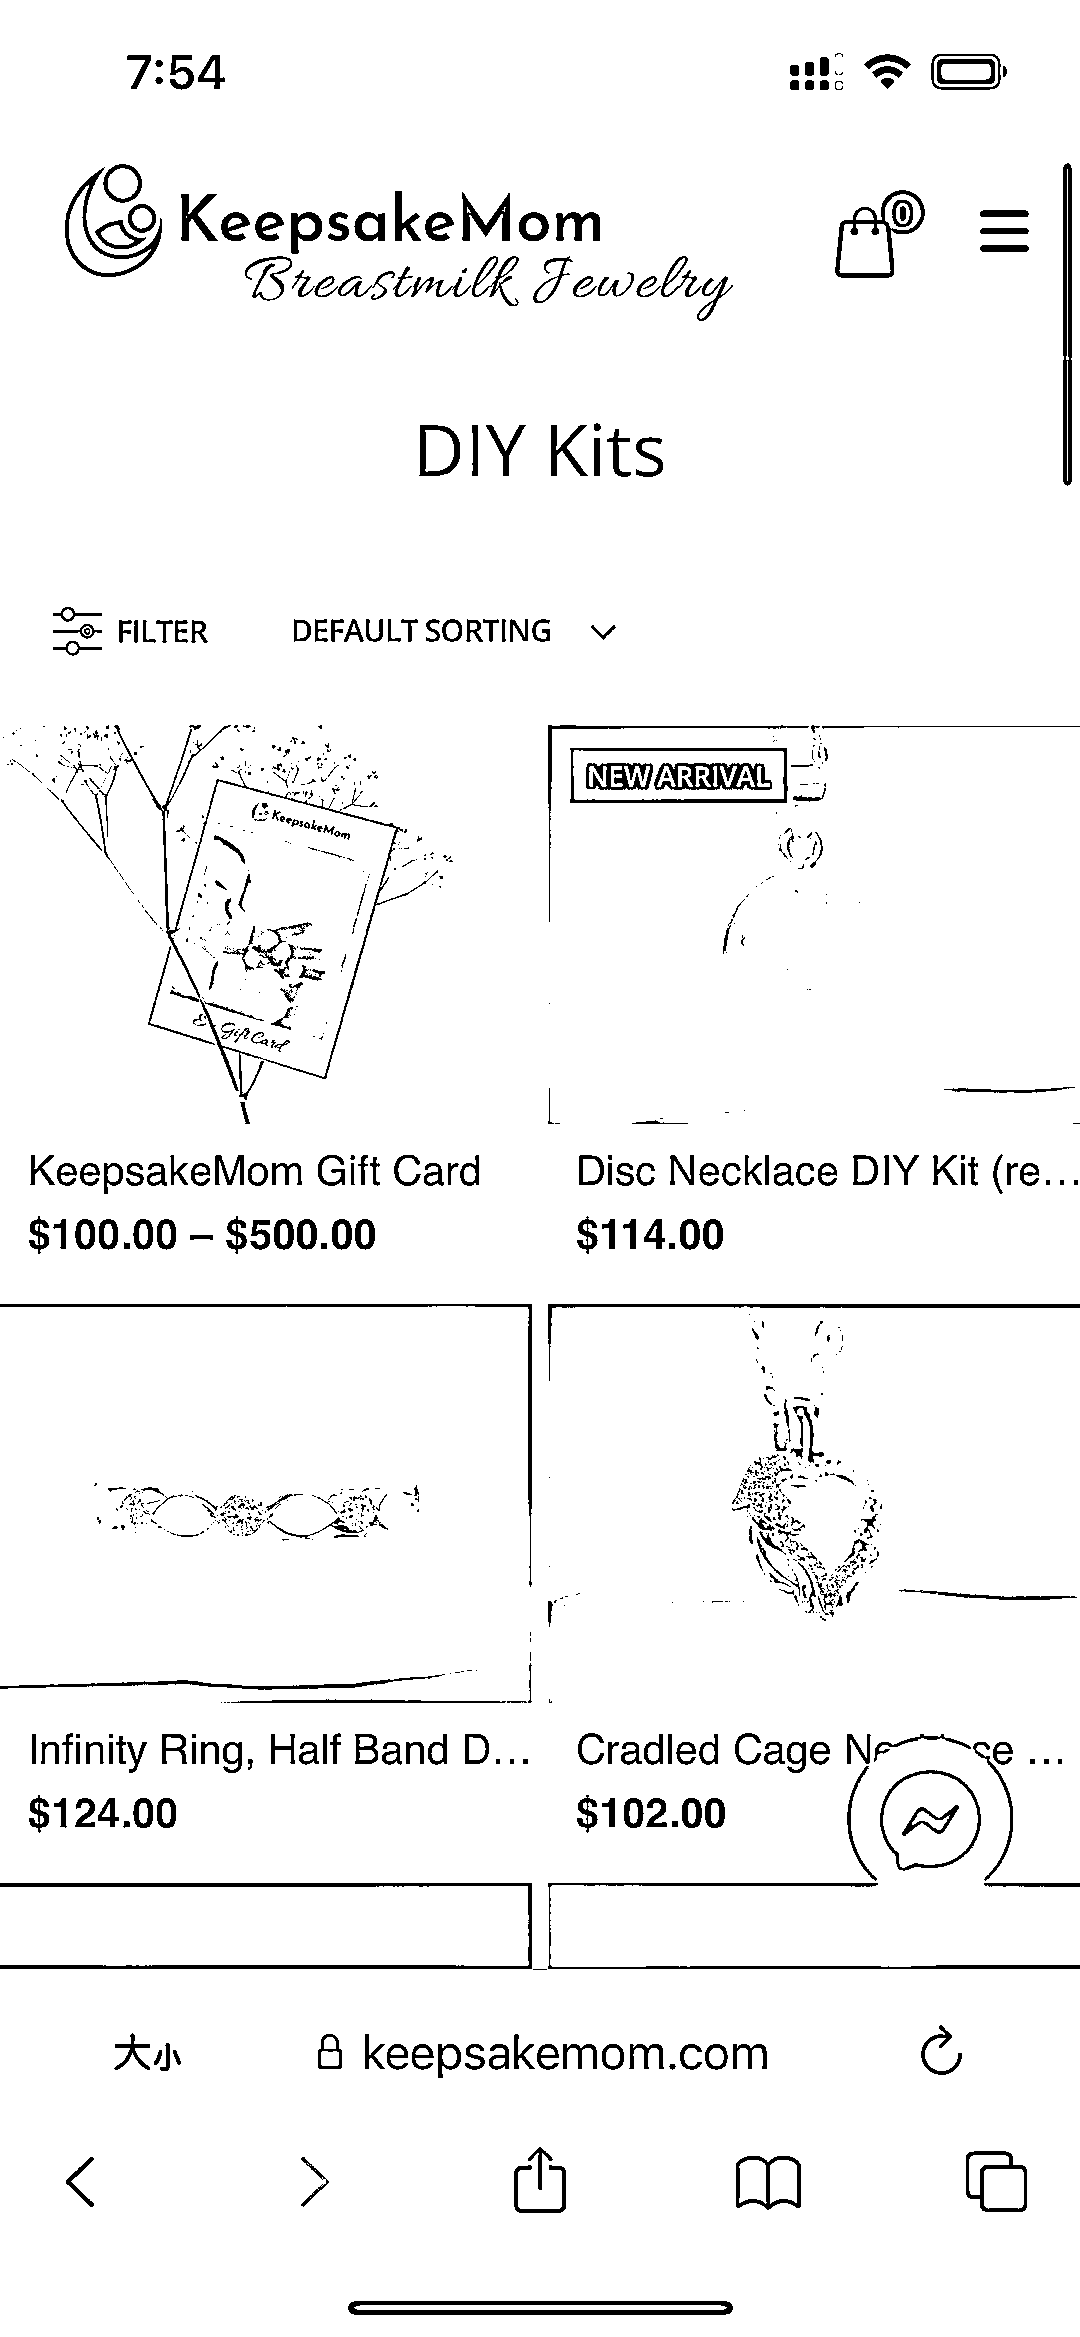 7:54
KeepsakeMom
Breastmilk Jewelry
0
DIY Kits
FILTER
DEFAULT SORTING
NEW ARRIVAL
KeepsakeMom
Gift Card
KeepsakeMom Gift Card
$100.00 – $500.00
Disc Necklace DIY Kit (re…
$114.00
Infinity Ring, Half Band D…
$124.00
Cradled Cage …
$102.00
大小
keepsakemom.com